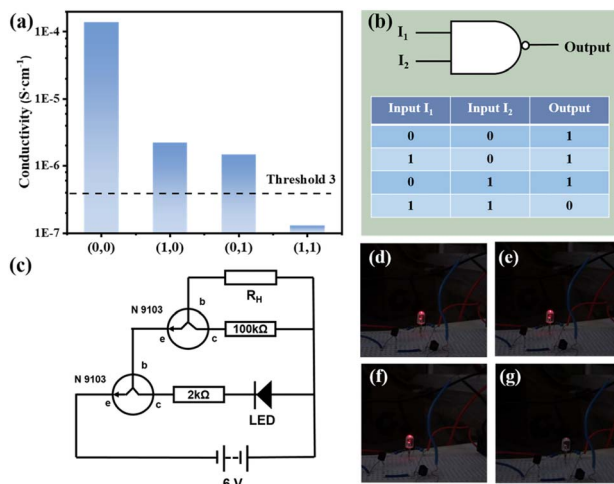 (a)
Conductivity (S·cm⁻¹)
1E-4
1E-5
1E-6
1E-7
Threshold 3
(0,0) (1,0) (0,1) (1,1)
(b)
I₁
I₂
Output
Input I₁ Input I₂ Output
0 0 1
1 0 1
0 1 1
1 1 0
(c)
b
R_H
N 9103
e c 100kΩ
b
N 9103
e c 2kΩ
LED
6 V
(d)
(e)
(f)
(g)